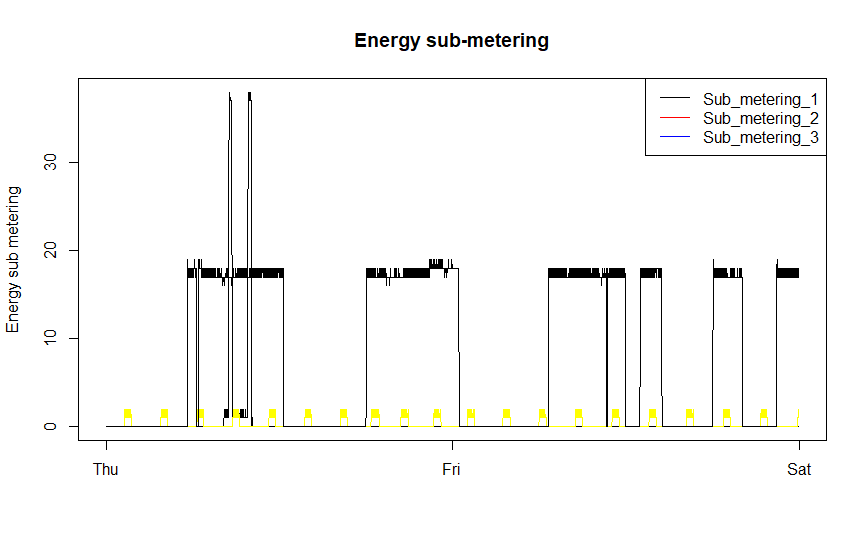 Energy sub-metering
Sub_metering_1
Sub_metering_2
Sub_metering_3
Energy sub metering
30
20
10
0
Thu Fri Sat